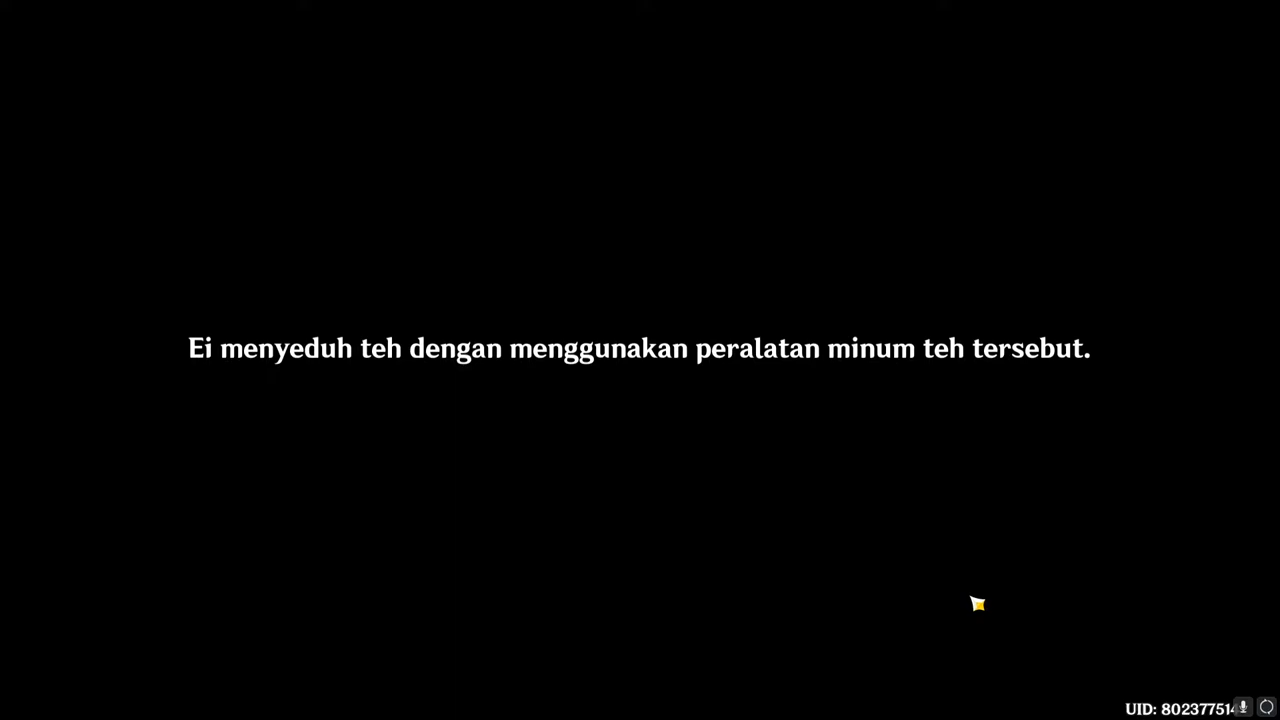 Ei menyeduh teh dengan menggunakan peralatan minum teh tersebut.
UID: 80237751